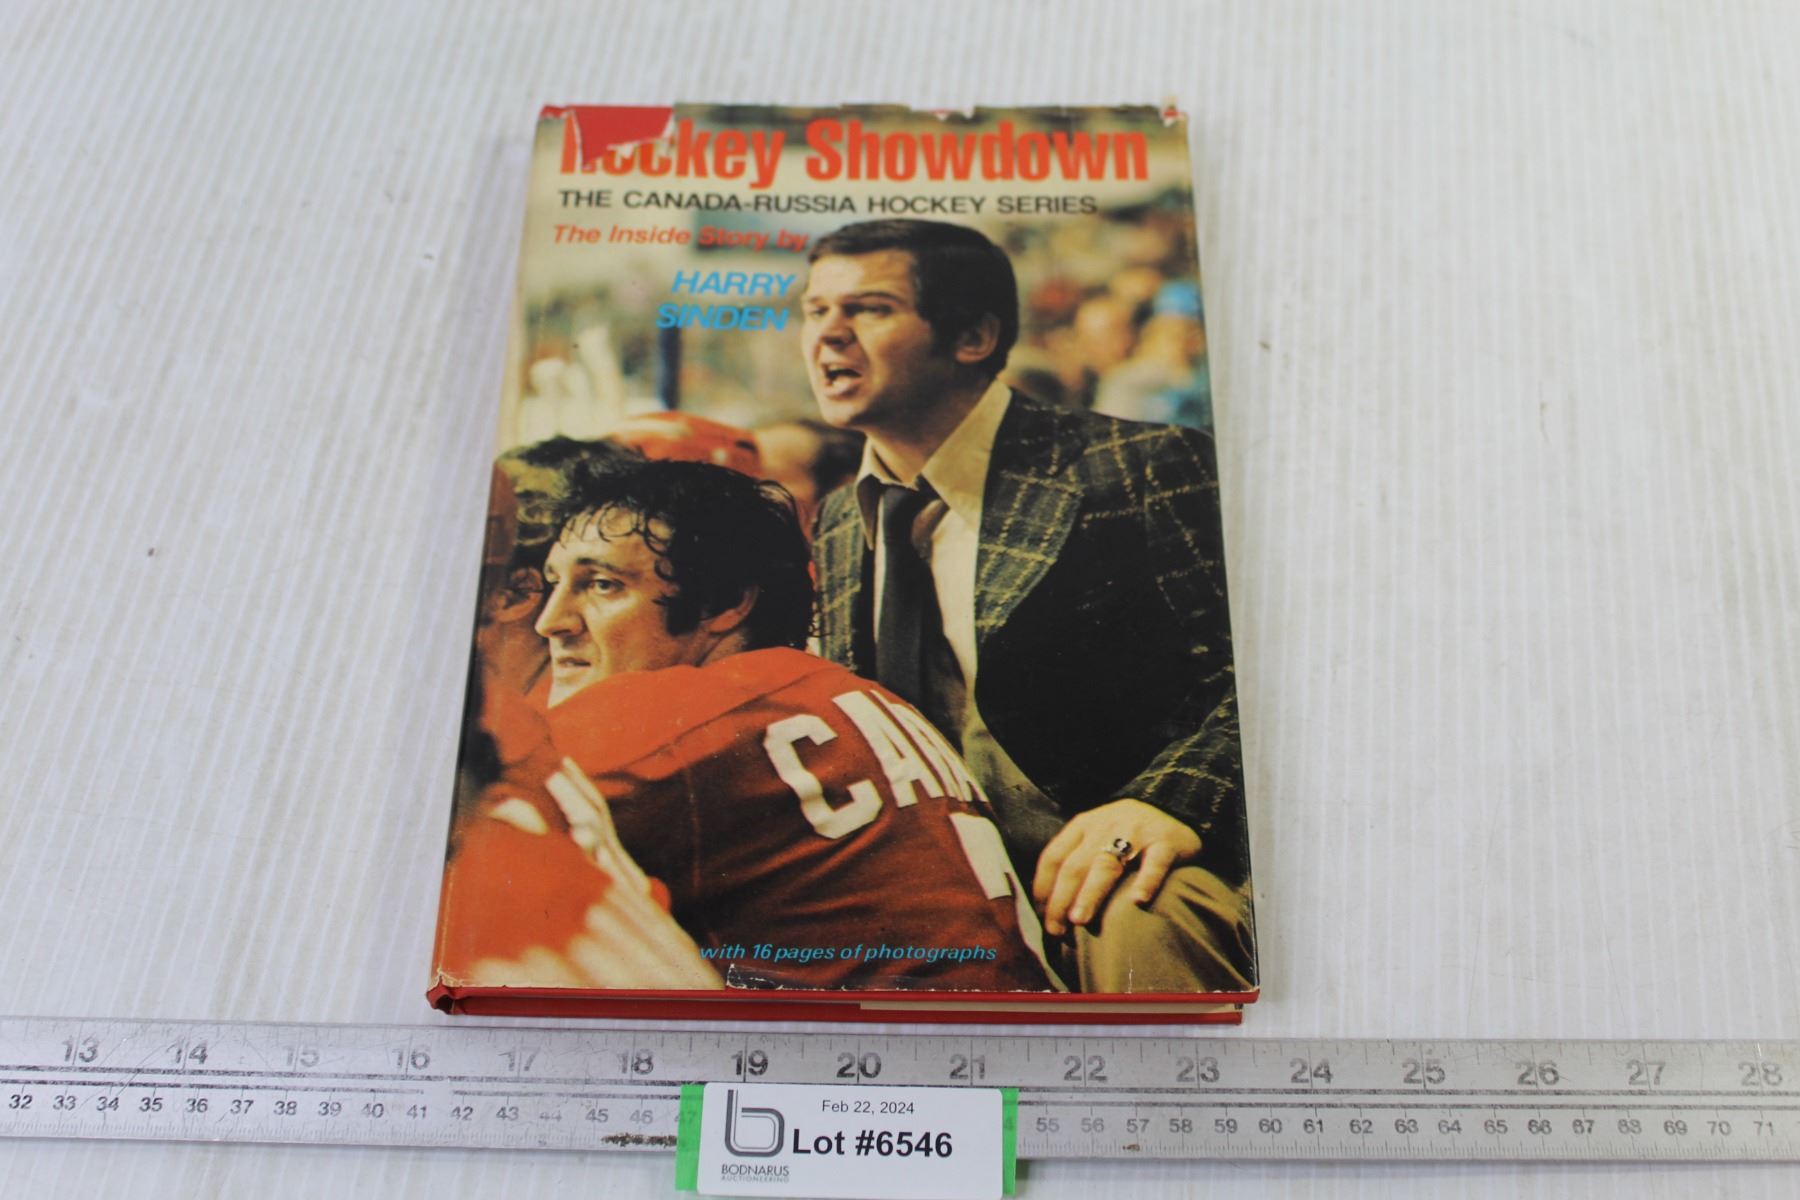 Hockey Showdown
THE CANADA-RUSSIA HOCKEY SERIES
The Inside Story by
HARRY
SINDEN
CANA
with 16 pages of photographs
13 14 15 16 17 18 19 20 21 22 23 24 25 26 27 28
32 33 34 35 36 37 38 39 40 41 42 43 44 45 46 47 55 56 57 58 59 60 61 62 63 64 65 66 67 68 69 70 71
Feb 22, 2024
Lot #6546
BODNARUS
AUCTIONEERING